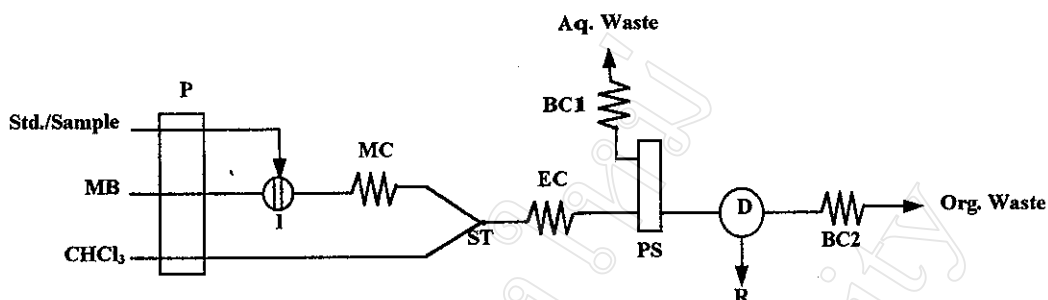 Aq. Waste
P
BC1
Std./Sample
MC
EC
MB
I
D
Org. Waste
ST
PS
BC2
CHCl₃
R